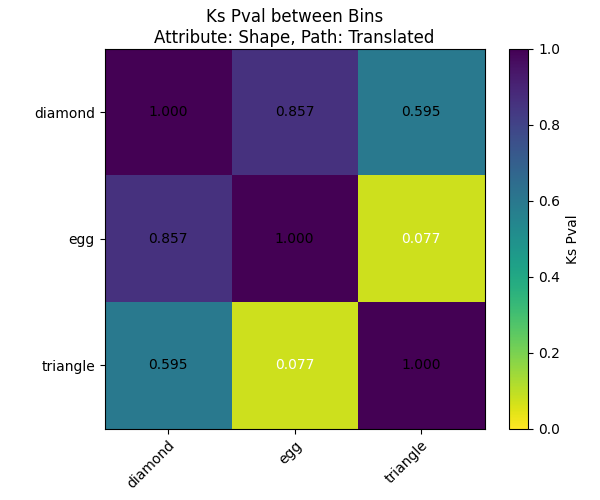 Ks Pval between Bins
Attribute: Shape, Path: Translated
diamond
1.000
0.857
0.595
egg
0.857
1.000
0.077
triangle
0.595
0.077
1.000
diamond
egg
triangle
1.0
0.8
0.6
0.4
0.2
0.0
Ks Pval